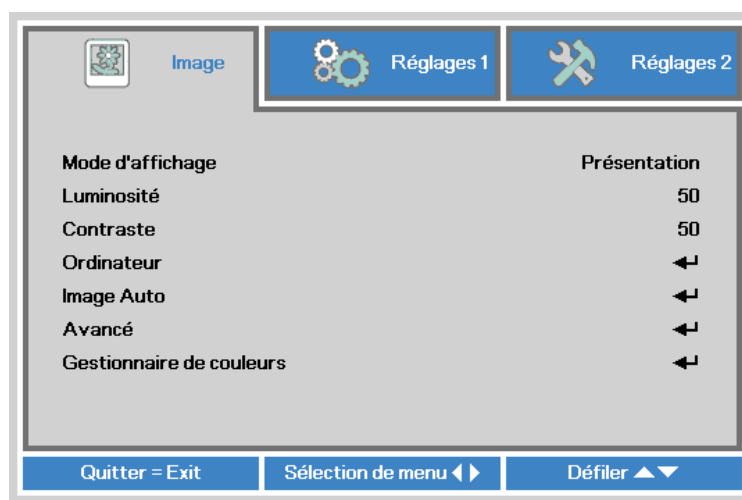 Image
Réglages 1
Réglages 2
Mode d'affichage Présentation
Luminosité 50
Contraste 50
Ordinateur
Image Auto
Avancé
Gestionnaire de couleurs
Quitter = Exit
Sélection de menu
Défiler